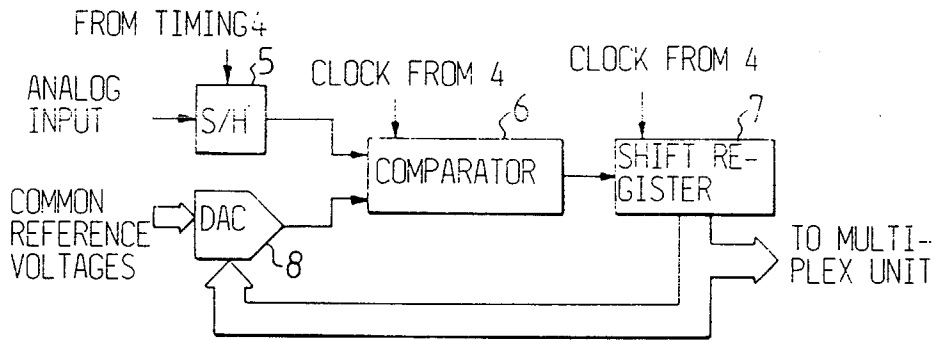 FROM TIMING 4
5
CLOCK FROM 4
CLOCK FROM 4
ANALOG
INPUT
S/H
6
7
COMPARATOR
SHIFT RE-
GISTER
COMMON
REFERENCE
VOLTAGES
DAC
8
TO MULTI-
PLEX UNIT